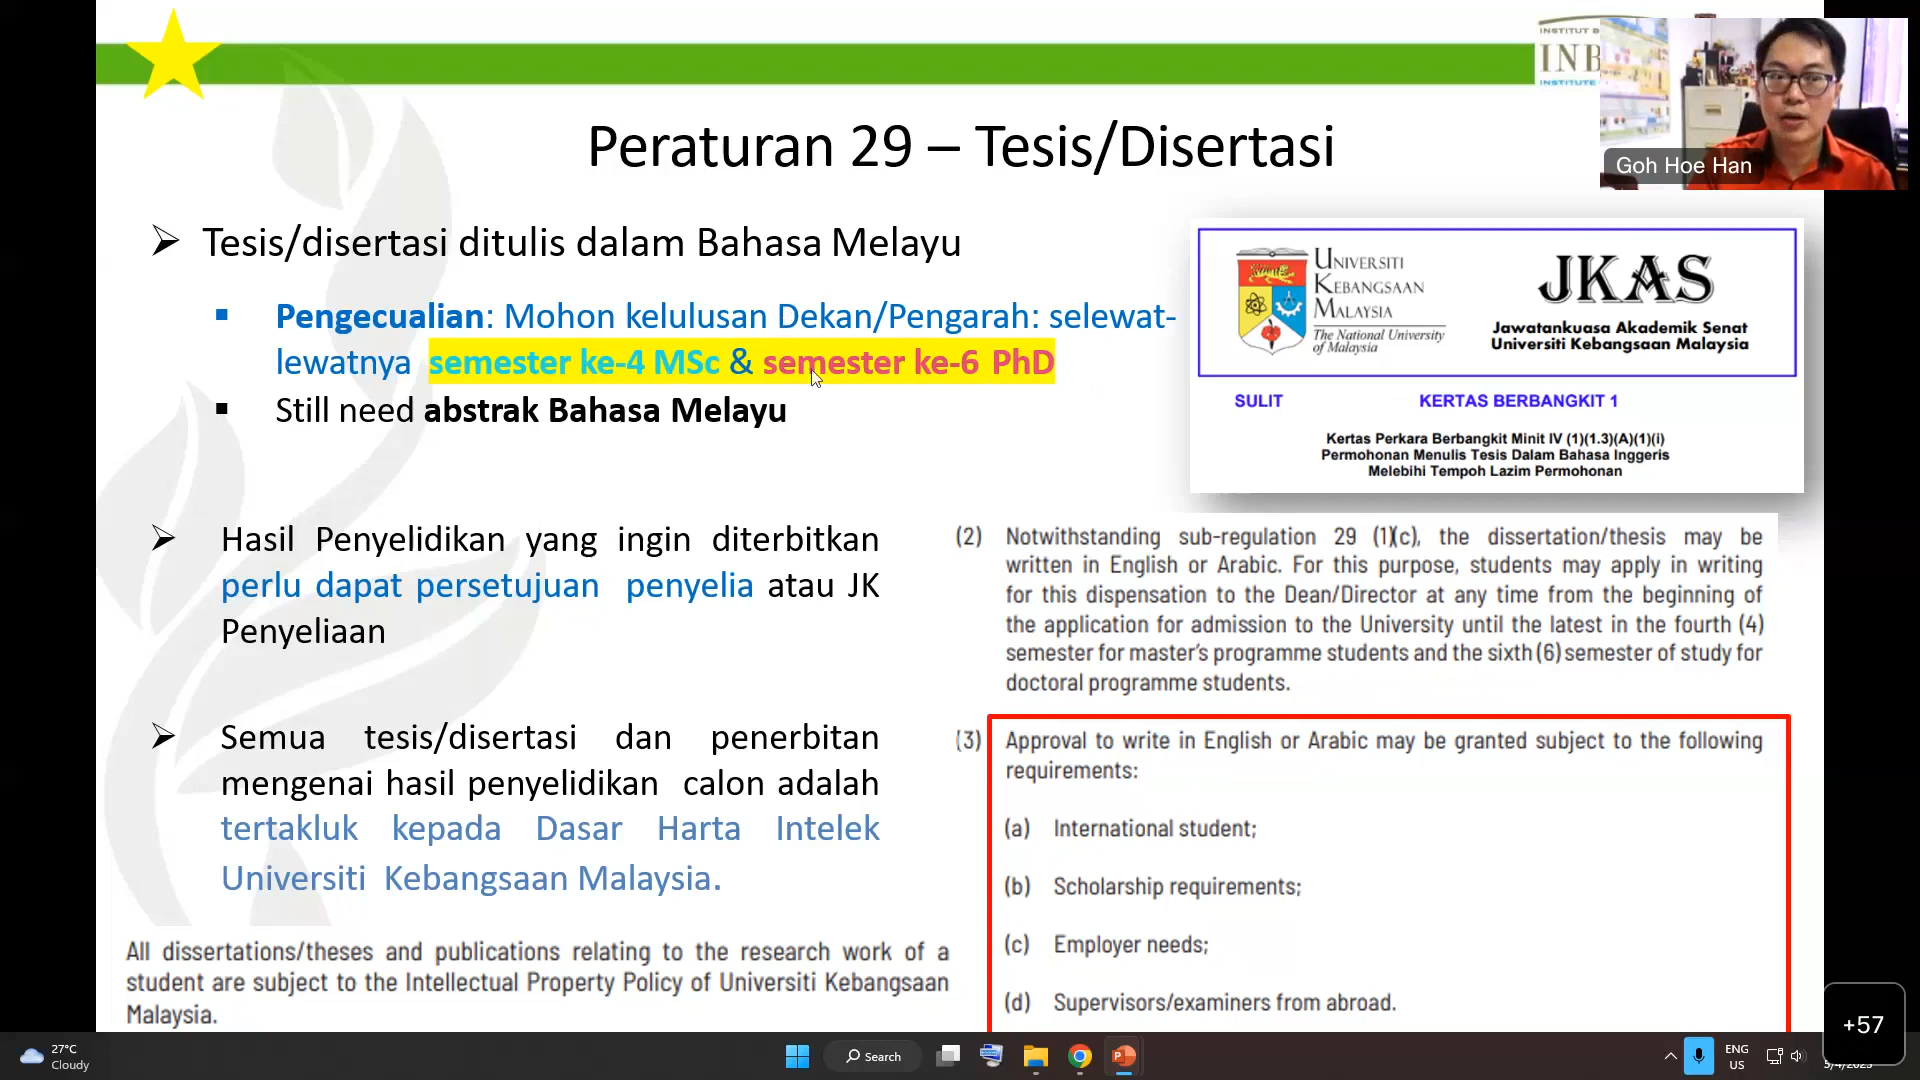 INSTITUT B
INB
INSTITUTE
Goh Hoe Han
Peraturan 29 – Tesis/Disertasi
Tesis/disertasi ditulis dalam Bahasa Melayu
Pengecualian: Mohon kelulusan Dekan/Pengarah: selewat-
lewatnya semester ke-4 MSc & semester ke-6 PhD
Still need abstrak Bahasa Melayu
UNIVERSITI
KEBANGSAAN
MALAYSIA
The National University
of Malaysia
JKAS
Jawatankuasa Akademik Senat
Universiti Kebangsaan Malaysia
SULIT
KERTAS BERBANGKIT 1
Kertas Perkara Berbangkit Minit IV (1)(1.3)(A)(1)(i)
Permohonan Menulis Tesis Dalam Bahasa Inggeris
Melebihi Tempoh Lazim Permohonan
Hasil Penyelidikan yang ingin diterbitkan
perlu dapat persetujuan penyelia atau JK
Penyeliaan
Semua tesis/disertasi dan penerbitan
mengenai hasil penyelidikan calon adalah
tertakluk kepada Dasar Harta Intelek
Universiti Kebangsaan Malaysia.
All dissertations/theses and publications relating to the research work of a
student are subject to the Intellectual Property Policy of Universiti Kebangsaan
Malaysia.
(2) Notwithstanding sub-regulation 29 (1)(c), the dissertation/thesis may be
written in English or Arabic. For this purpose, students may apply in writing
for this dispensation to the Dean/Director at any time from the beginning of
the application for admission to the University until the latest in the fourth (4)
semester for master's programme students and the sixth (6) semester of study for
doctoral programme students.
(3) Approval to write in English or Arabic may be granted subject to the following
requirements:
(a) International student;
(b) Scholarship requirements;
(c) Employer needs;
(d) Supervisors/examiners from abroad.
+57
27°C
Cloudy
Search
ENG
US